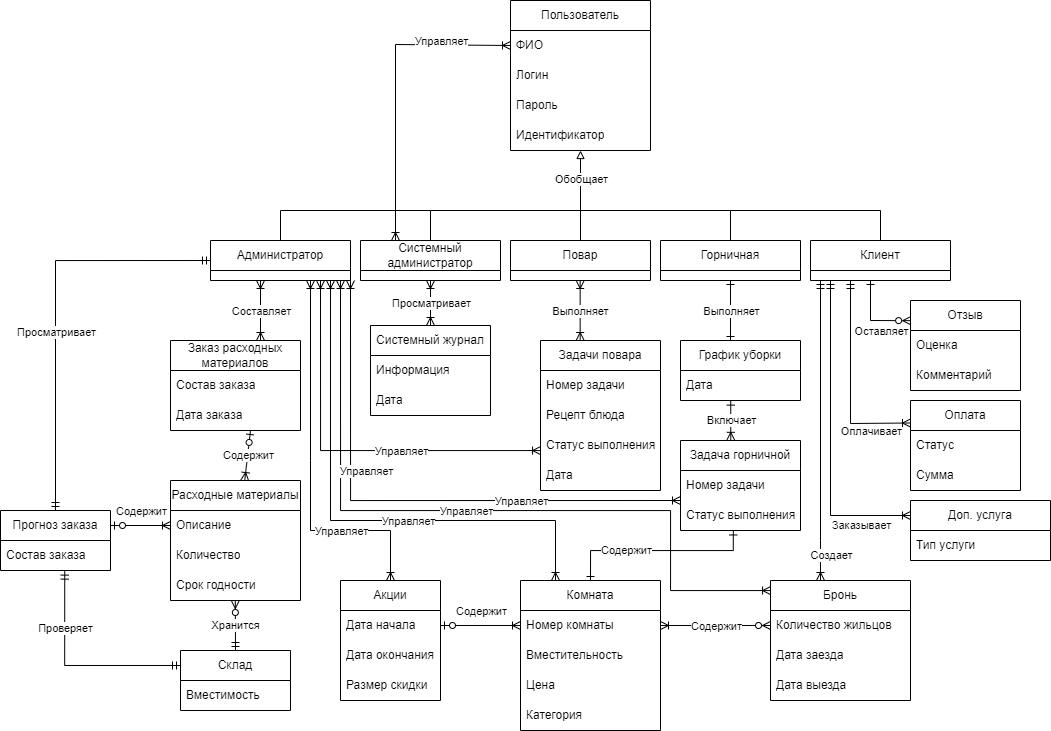 Пользователь
ФИО
Логин
Пароль
Идентификатор
Управляет
Обобщает
Администратор
Системный
администратор
Повар
Горничная
Клиент
Просматривает
Составляет
Просматривает
Выполняет
Выполняет
Оставляет
Отзыв
Оценка
Комментарий
Заказ расходных
материалов
Состав заказа
Дата заказа
Системный журнал
Информация
Дата
Задачи повара
Номер задачи
Рецепт блюда
Статус выполнения
Дата
График уборки
Дата
Включает
Оплачивает
Оплата
Статус
Сумма
Содержит
Управляет
Управляет
Задача горничной
Номер задачи
Статус выполнения
Расходные материалы
Описание
Количество
Срок годности
Прогноз заказа
Состав заказа
Содержит
Управляет
Управляет
Управляет
Управляет
Заказывает
Доп. услуга
Тип услуги
Содержит
Создает
Хранится
Проверяет
Склад
Вместимость
Акции
Дата начала
Дата окончания
Размер скидки
Содержит
Комната
Номер комнаты
Вместительность
Цена
Категория
Содержит
Бронь
Количество жильцов
Дата заезда
Дата выезда